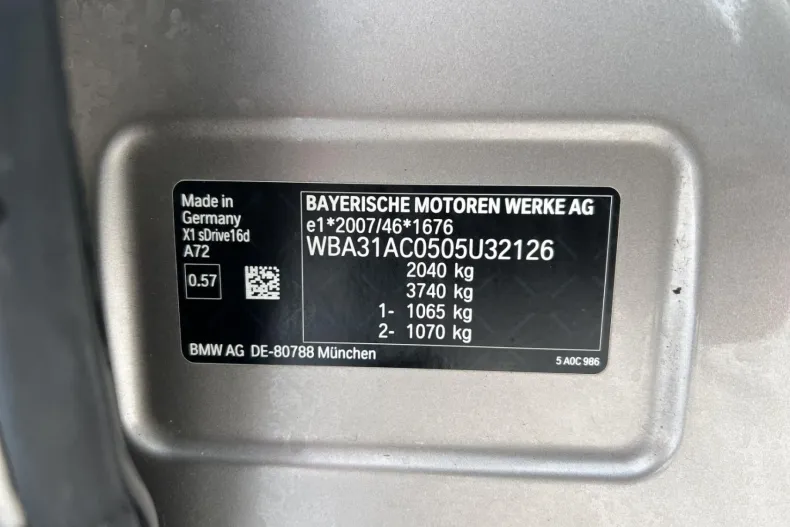 Made in
Germany
X1 sDrive16d
A72
0.57
BAYERISCHE MOTOREN WERKE AG
e1*2007/46*1676
WBA31AC0505U32126
2040 kg
3740 kg
1- 1065 kg
2- 1070 kg
BMW AG DE-80788 München
5 A0C 986